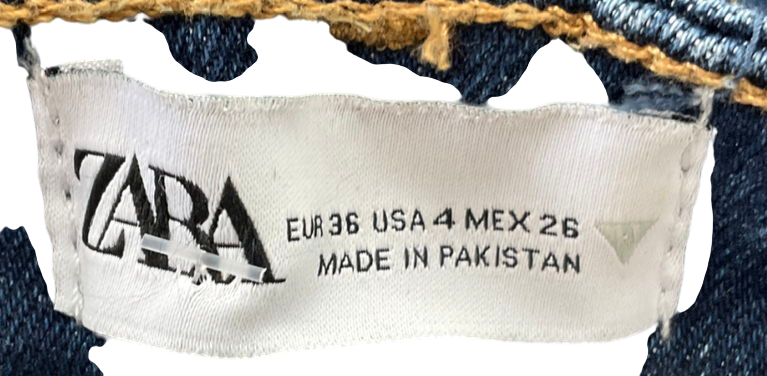 ZARA
EUR 36 USA 4 MEX 26
MADE IN PAKISTAN